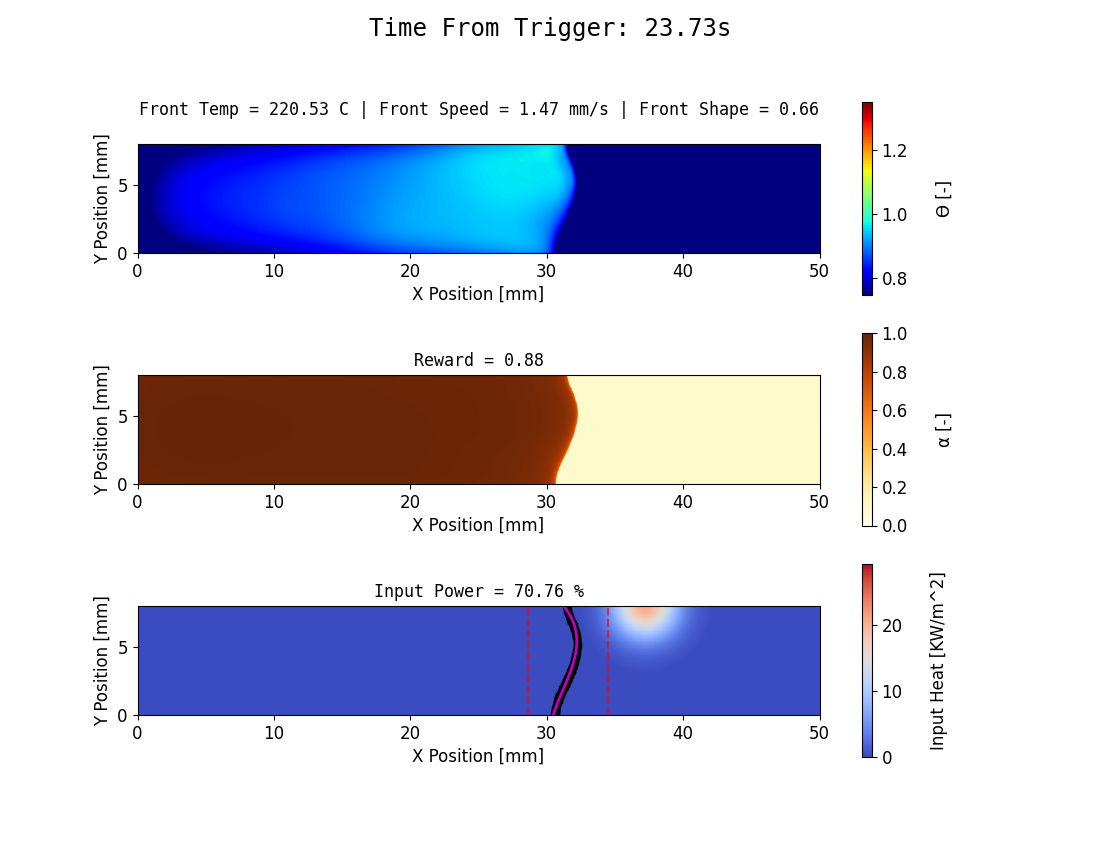 Time From Trigger: 23.73s
Front Temp = 220.53 C | Front Speed = 1.47 mm/s | Front Shape = 0.66
Y Position [mm]
5
0
0 10 20 30 40 50
X Position [mm]
1.2
1.0
0.8
Θ [-]
Reward = 0.88
Y Position [mm]
5
0
0 10 20 30 40 50
X Position [mm]
1.0
0.8
0.6
0.4
0.2
0.0
α [-]
Input Power = 70.76 %
Y Position [mm]
5
0
0 10 20 30 40 50
X Position [mm]
20
10
0
Input Heat [KW/m^2]